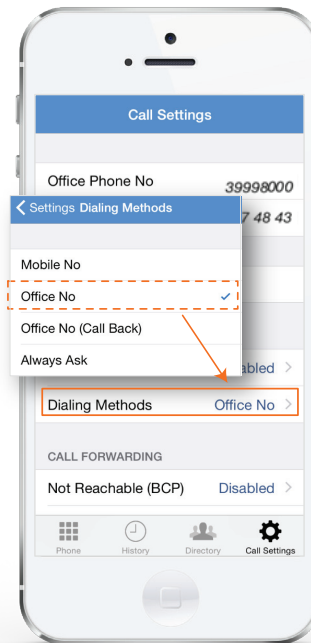 Call Settings
Office Phone No 39998000
7 48 43
Settings Dialing Methods
Mobile No
Office No
Office No (Call Back)
Always Ask
abled
Dialing Methods Office No
CALL FORWARDING
Not Reachable (BCP) Disabled
Phone History Directory Call Settings